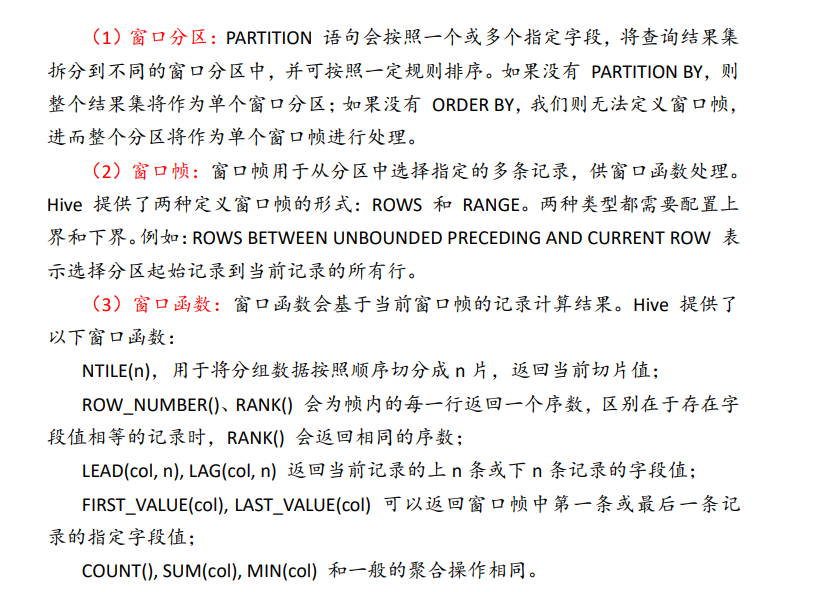 （1）窗口分区：PARTITION 语句会按照一个或多个指定字段，将查询结果集
拆分到不同的窗口分区中，并可按照一定规则排序。如果没有 PARTITION BY，则
整个结果集将作为单个窗口分区；如果没有 ORDER BY，我们则无法定义窗口帧，
进而整个分区将作为单个窗口帧进行处理。
（2）窗口帧：窗口帧用于从分区中选择指定的多条记录，供窗口函数处理。
Hive 提供了两种定义窗口帧的形式：ROWS 和 RANGE。两种类型都需要配置上
界和下界。例如：ROWS BETWEEN UNBOUNDED PRECEDING AND CURRENT ROW 表
示选择分区起始记录到当前记录的所有行。
（3）窗口函数：窗口函数会基于当前窗口帧的记录计算结果。Hive 提供了
以下窗口函数：
NTILE(n)，用于将分组数据按照顺序切分成 n 片，返回当前切片值；
ROW_NUMBER()、RANK() 会为帧内的每一行返回一个序数，区别在于存在字
段值相等的记录时，RANK() 会返回相同的序数；
LEAD(col, n), LAG(col, n) 返回当前记录的上 n 条或下 n 条记录的字段值；
FIRST_VALUE(col), LAST_VALUE(col) 可以返回窗口帧中第一条或最后一条记
录的指定字段值；
COUNT(), SUM(col), MIN(col) 和一般的聚合操作相同。